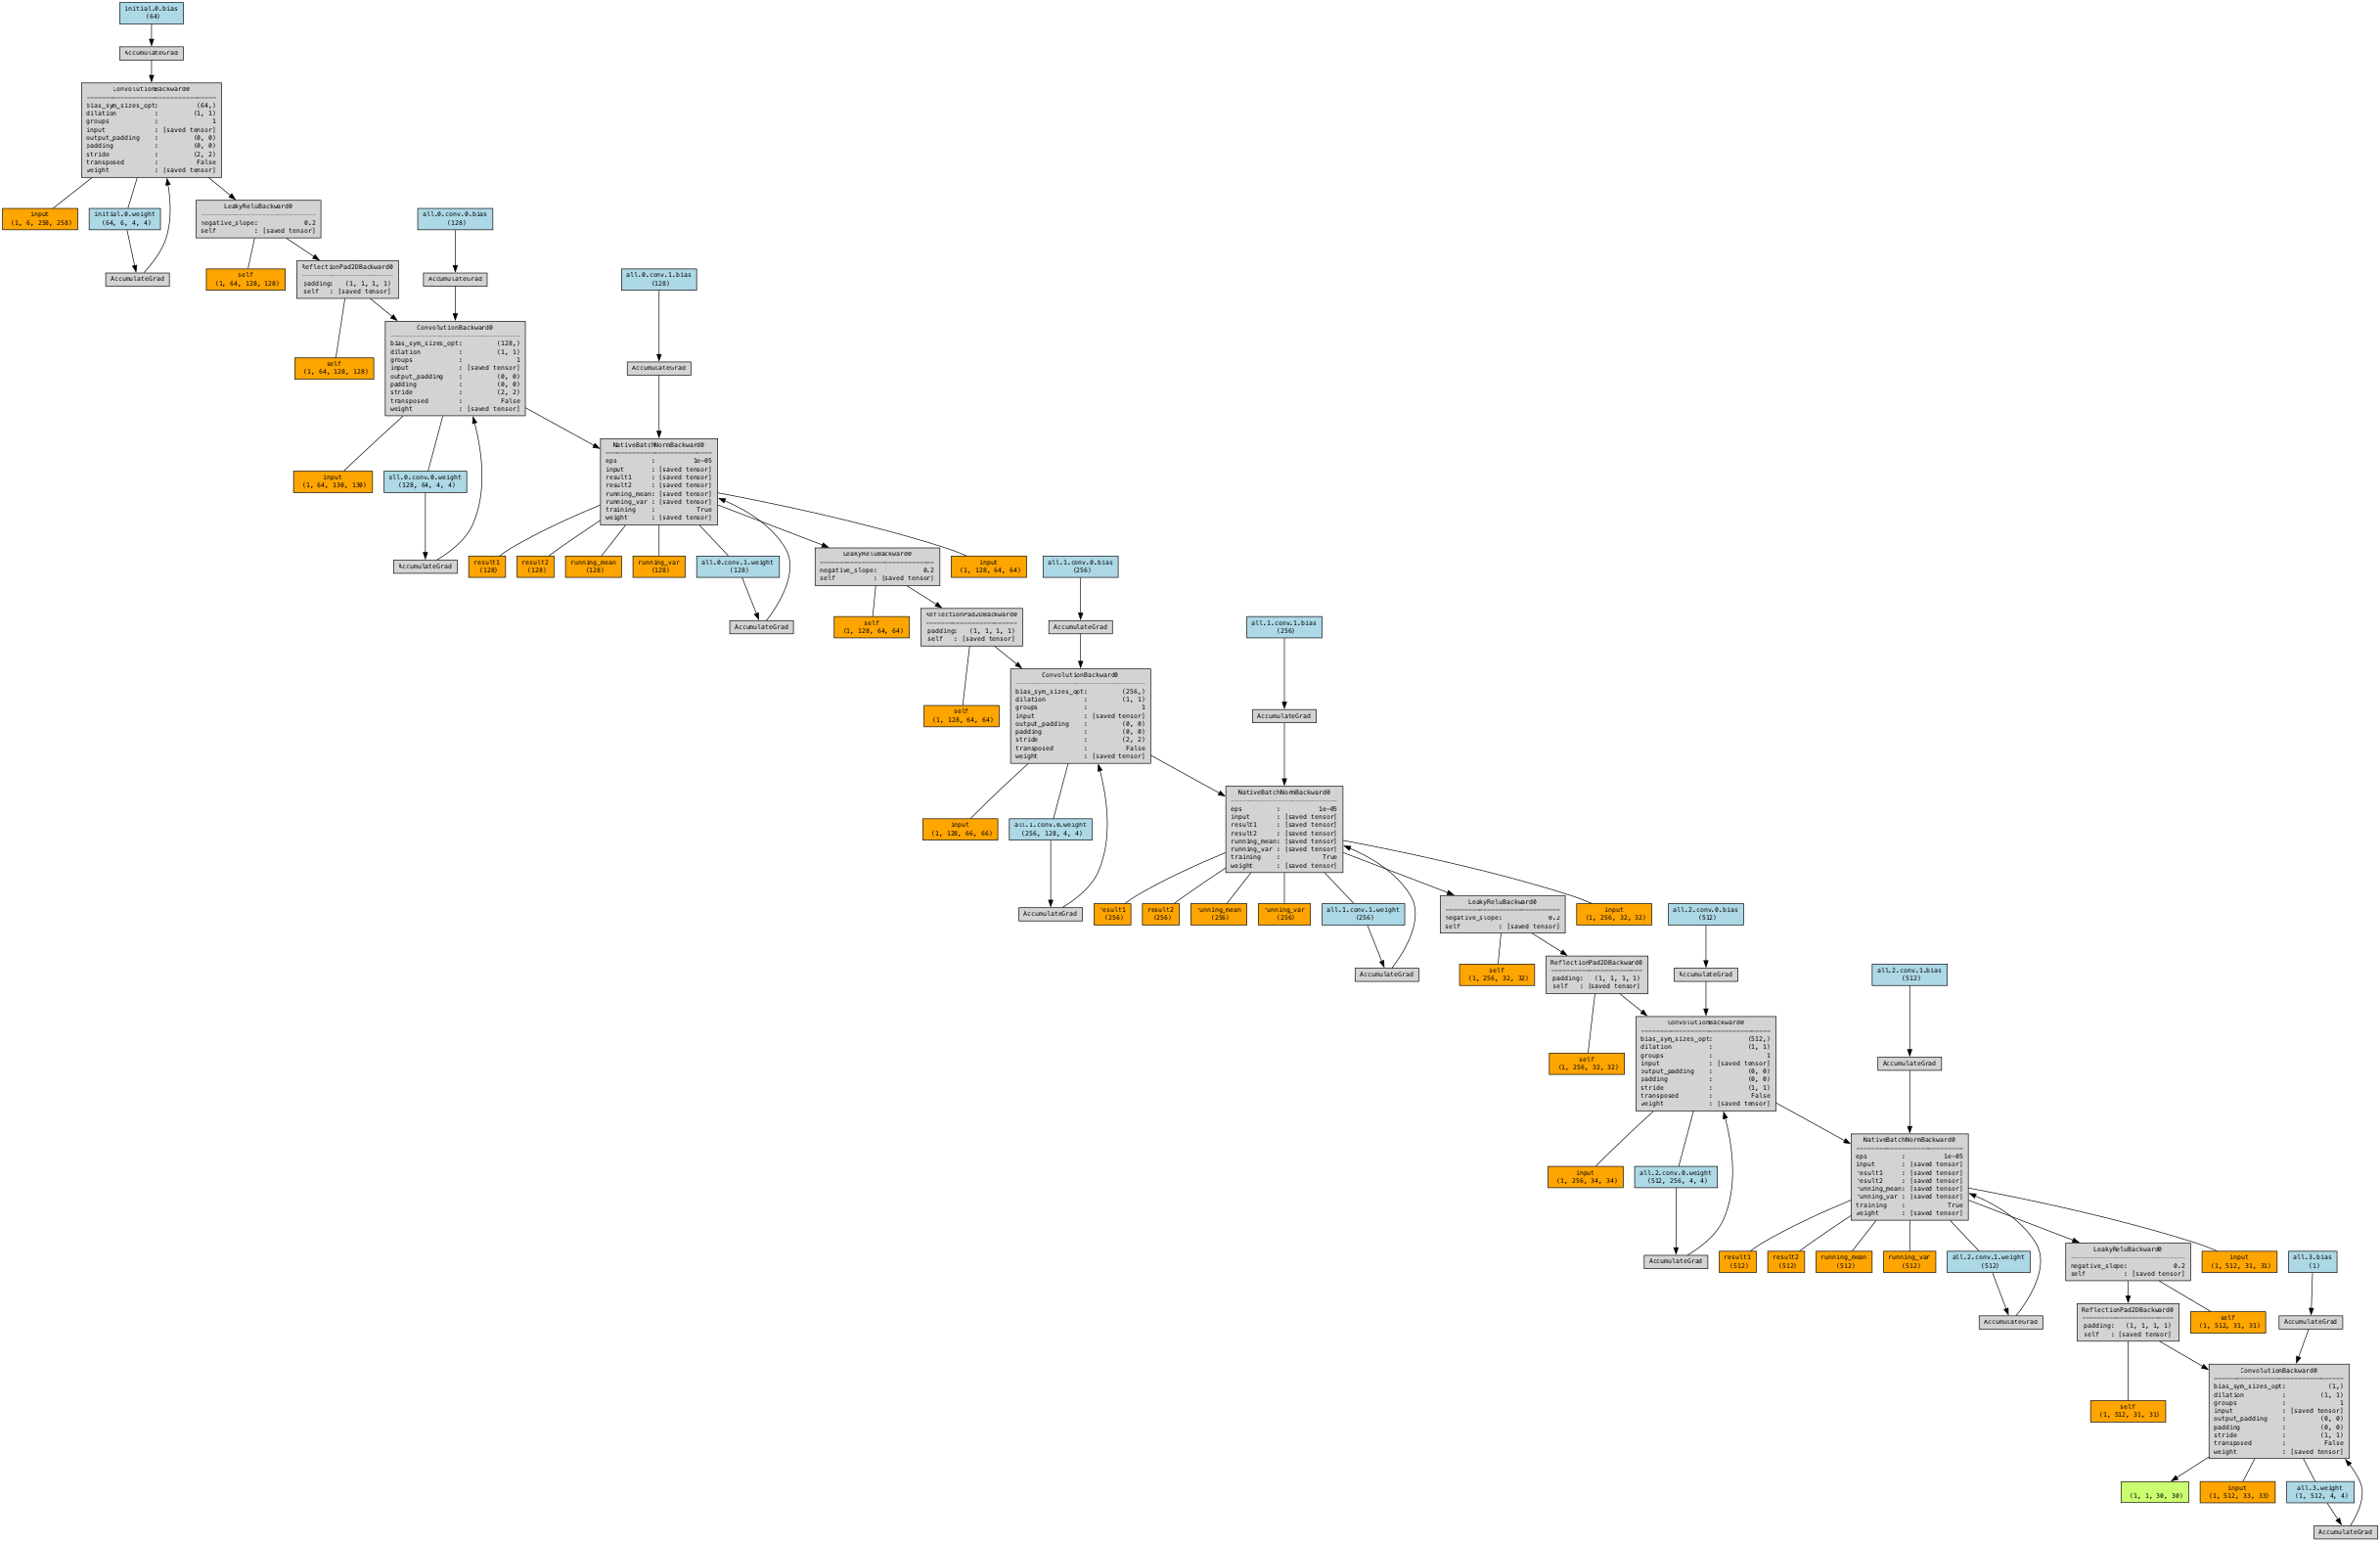 initial.0.bias
(64)
AccumulateGrad
ConvolutionBackward0
bias_sym_sizes_opt: (64,)
dilation : (1, 1)
groups : 1
input : [saved tensor]
output_padding : (0, 0)
padding : (0, 0)
stride : (2, 2)
transposed : False
weight : [saved tensor]
input
(1, 6, 258, 258)
initial.0.weight
(64, 6, 4, 4)
AccumulateGrad
LeakyReluBackward0
negative_slope: 0.2
self : [saved tensor]
self
(1, 64, 128, 128)
ReflectionPad2DBackward0
padding: (1, 1, 1, 1)
self : [saved tensor]
self
(1, 64, 128, 128)
all.0.conv.0.bias
(128)
AccumulateGrad
ConvolutionBackward0
bias_sym_sizes_opt: (128,)
dilation : (1, 1)
groups : 1
input : [saved tensor]
output_padding : (0, 0)
padding : (0, 0)
stride : (2, 2)
transposed : False
weight : [saved tensor]
input
(1, 64, 130, 130)
all.0.conv.0.weight
(128, 64, 4, 4)
AccumulateGrad
all.0.conv.1.bias
(128)
AccumulateGrad
NativeBatchNormBackward0
eps : 1e-05
input : [saved tensor]
result1 : [saved tensor]
result2 : [saved tensor]
running_mean: [saved tensor]
running_var : [saved tensor]
training : True
weight : [saved tensor]
result1
(128)
result2
(128)
running_mean
(128)
running_var
(128)
all.0.conv.1.weight
(128)
AccumulateGrad
LeakyReluBackward0
negative_slope: 0.2
self : [saved tensor]
input
(1, 128, 64, 64)
self
(1, 128, 64, 64)
ReflectionPad2DBackward0
padding: (1, 1, 1, 1)
self : [saved tensor]
self
(1, 128, 64, 64)
all.1.conv.0.bias
(256)
AccumulateGrad
ConvolutionBackward0
bias_sym_sizes_opt: (256,)
dilation : (1, 1)
groups : 1
input : [saved tensor]
output_padding : (0, 0)
padding : (0, 0)
stride : (2, 2)
transposed : False
weight : [saved tensor]
input
(1, 128, 66, 66)
all.1.conv.0.weight
(256, 128, 4, 4)
AccumulateGrad
all.1.conv.1.bias
(256)
AccumulateGrad
NativeBatchNormBackward0
eps : 1e-05
input : [saved tensor]
result1 : [saved tensor]
result2 : [saved tensor]
running_mean: [saved tensor]
running_var : [saved tensor]
training : True
weight : [saved tensor]
result1
(256)
result2
(256)
running_mean
(256)
running_var
(256)
all.1.conv.1.weight
(256)
AccumulateGrad
LeakyReluBackward0
negative_slope: 0.2
self : [saved tensor]
input
(1, 256, 32, 32)
self
(1, 256, 32, 32)
ReflectionPad2DBackward0
padding: (1, 1, 1, 1)
self : [saved tensor]
self
(1, 256, 32, 32)
all.2.conv.0.bias
(512)
AccumulateGrad
ConvolutionBackward0
bias_sym_sizes_opt: (512,)
dilation : (1, 1)
groups : 1
input : [saved tensor]
output_padding : (0, 0)
padding : (0, 0)
stride : (1, 1)
transposed : False
weight : [saved tensor]
input
(1, 256, 34, 34)
all.2.conv.0.weight
(512, 256, 4, 4)
AccumulateGrad
all.2.conv.1.bias
(512)
AccumulateGrad
NativeBatchNormBackward0
eps : 1e-05
input : [saved tensor]
result1 : [saved tensor]
result2 : [saved tensor]
running_mean: [saved tensor]
running_var : [saved tensor]
training : True
weight : [saved tensor]
result1
(512)
result2
(512)
running_mean
(512)
running_var
(512)
all.2.conv.1.weight
(512)
AccumulateGrad
LeakyReluBackward0
negative_slope: 0.2
self : [saved tensor]
input
(1, 512, 31, 31)
self
(1, 512, 31, 31)
ReflectionPad2DBackward0
padding: (1, 1, 1, 1)
self : [saved tensor]
self
(1, 512, 31, 31)
all.3.bias
(1)
AccumulateGrad
ConvolutionBackward0
bias_sym_sizes_opt: (1,)
dilation : (1, 1)
groups : 1
input : [saved tensor]
output_padding : (0, 0)
padding : (0, 0)
stride : (1, 1)
transposed : False
weight : [saved tensor]
(1, 1, 30, 30)
input
(1, 512, 33, 33)
all.3.weight
(1, 512, 4, 4)
AccumulateGrad